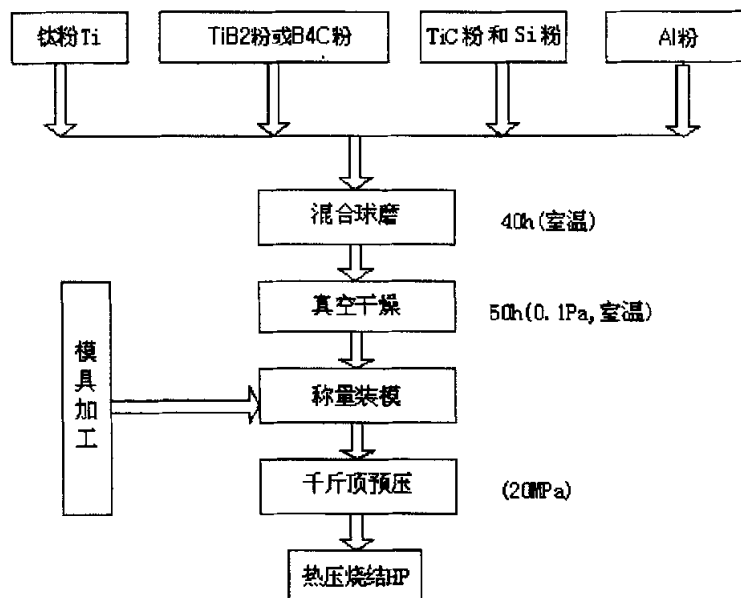 钛粉Ti
TiB2粉或B4C粉
TiC粉和Si粉
Al粉
混合球磨
40h(室温)
真空干燥
50h(0.1Pa,室温)
模具加工
称量装模
千斤顶预压
(20MPa)
热压烧结HP